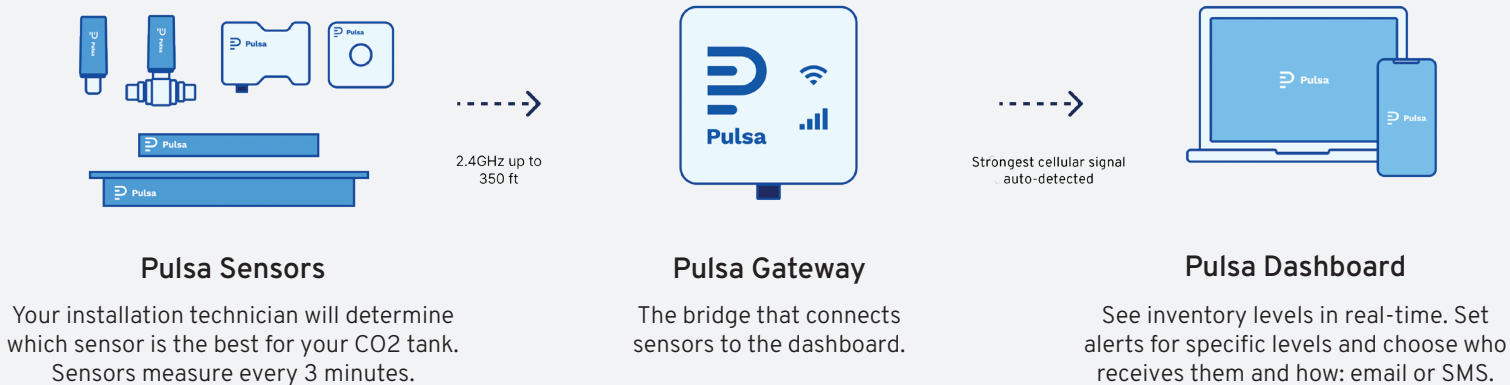 Pulsa
Pulsa
Pulsa
Pulsa
Pulsa
Pulsa
2.4GHz up to
350 ft
Pulsa
Strongest cellular signal
auto-detected
Pulsa
Pulsa
Pulsa Sensors
Your installation technician will determine
which sensor is the best for your CO2 tank.
Sensors measure every 3 minutes.
Pulsa Gateway
The bridge that connects
sensors to the dashboard.
Pulsa Dashboard
See inventory levels in real-time. Set
alerts for specific levels and choose who
receives them and how: email or SMS.